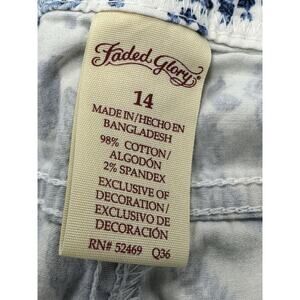 Faded Glory®
14
MADE IN/HECHO EN
BANGLADESH
98% COTTON/
ALGODÓN
2% SPANDEX
EXCLUSIVE OF
DECORATION/
EXCLUSIVO DE
DECORACIÓN
RN# 52469 Q36